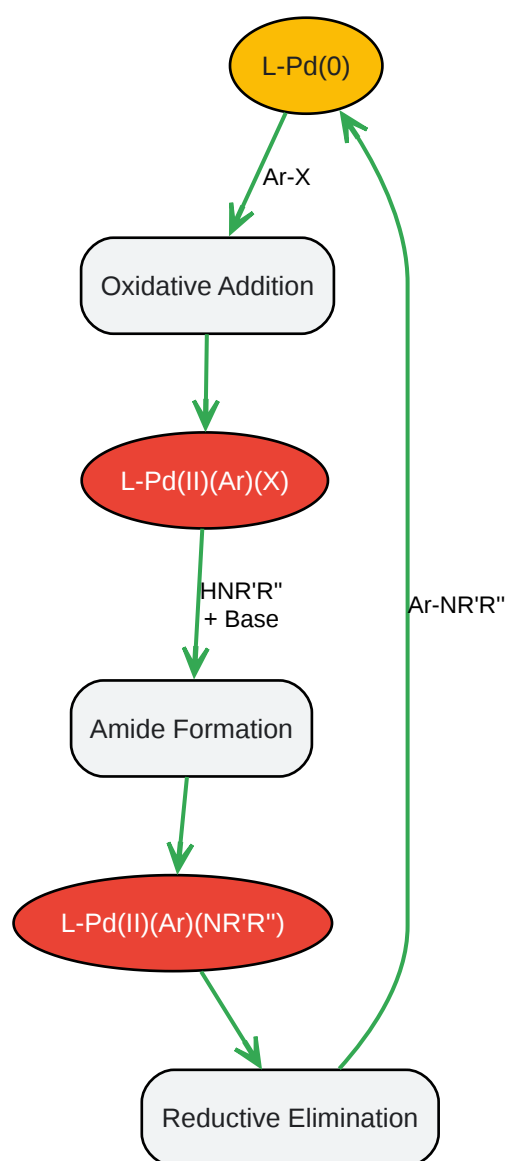 L-Pd(0)
Ar-X
Oxidative Addition
L-Pd(II)(Ar)(X)
HNR'R"
+ Base
Ar-NR'R"
Amide Formation
L-Pd(II)(Ar)(NR'R")
Reductive Elimination